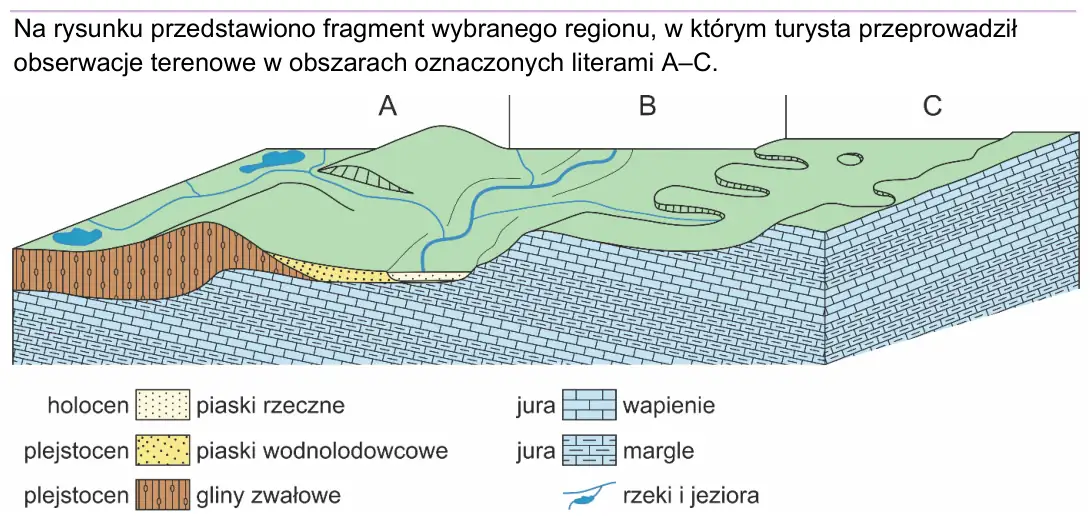 Na rysunku przedstawiono fragment wybranego regionu, w którym turysta przeprowadził
obserwacje terenowe w obszarach oznaczonych literami A–C.
A B C
holocen piaski rzeczne
plejstocen piaski wodnolodowcowe
plejstocen gliny zwałowe
jura wapienie
jura margle
rzeki i jeziora